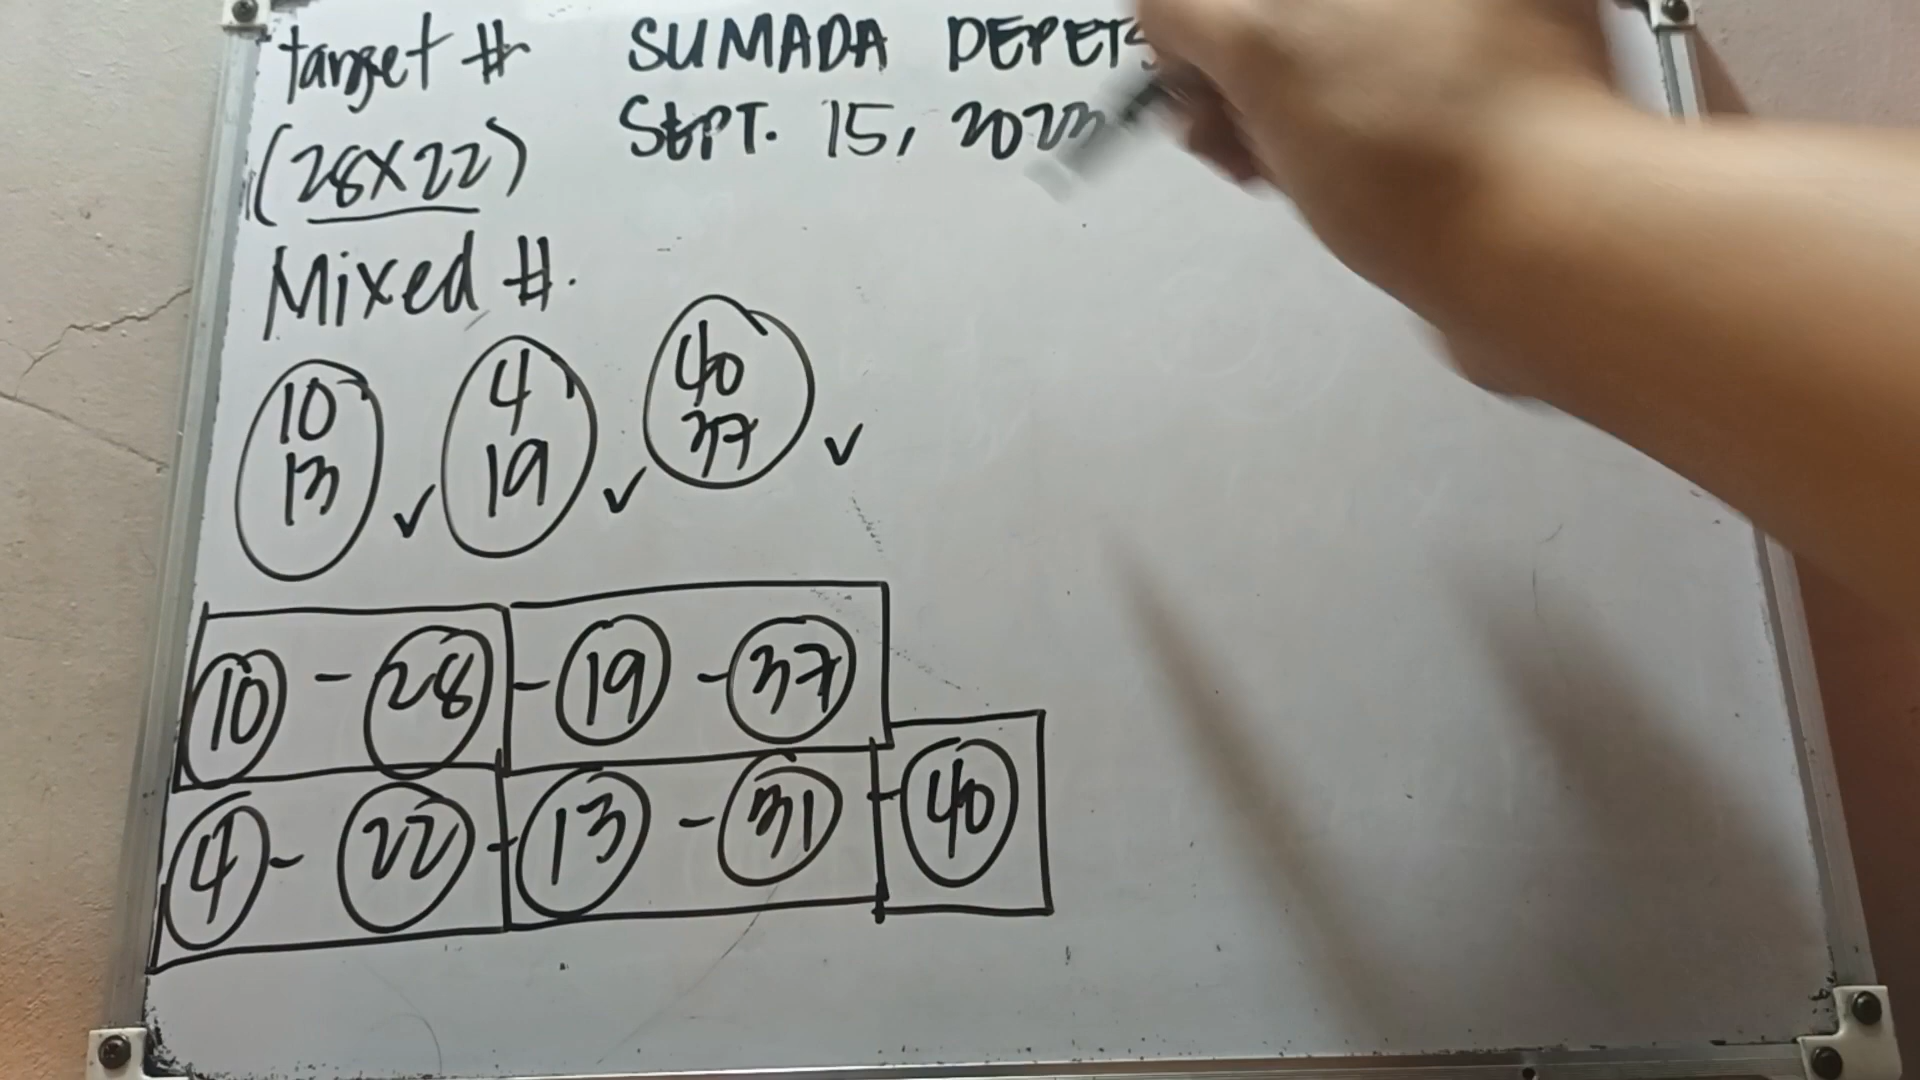 Target #
(28X22)
SUMADA DEPETS
SEPT. 15, 2023
Mixed #.
10
13
4
19
40
37
10 - 28 - 19 - 37
4 - 22 - 13 - 31 - 40